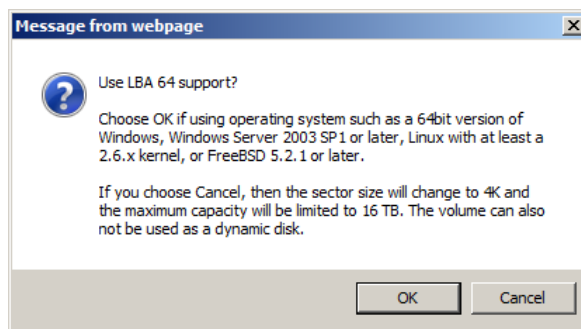 Message from webpage
Use LBA 64 support?
Choose OK if using operating system such as a 64bit version of
Windows, Windows Server 2003 SP1 or later, Linux with at least a
2.6.x kernel, or FreeBSD 5.2.1 or later.
If you choose Cancel, then the sector size will change to 4K and
the maximum capacity will be limited to 16 TB. The volume can also
not be used as a dynamic disk.
OK
Cancel